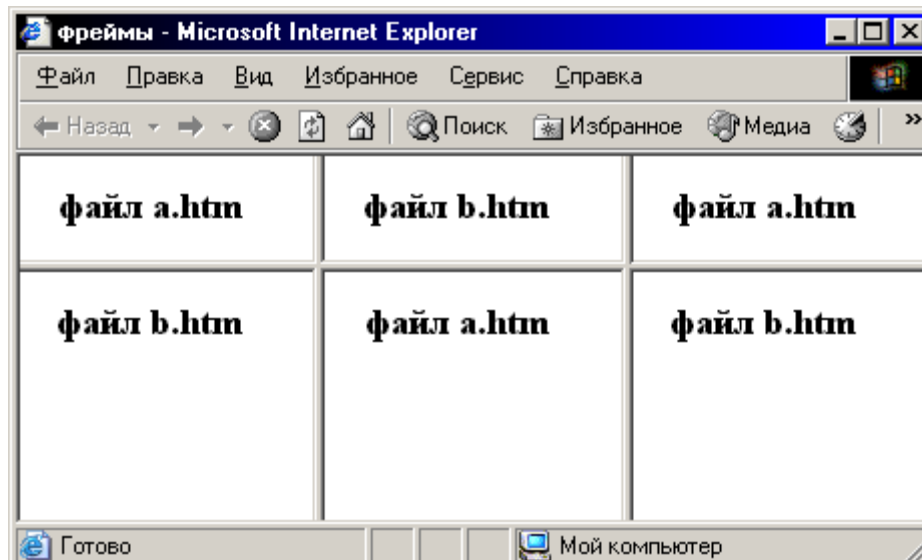 фреймы - Microsoft Internet Explorer
Файл Правка Вид Избранное Сервис Справка
Назад Поиск Избранное Медиа »
файл a.htm файл b.htm файл a.htm
файл b.htm файл a.htm файл b.htm
Готово Мой компьютер